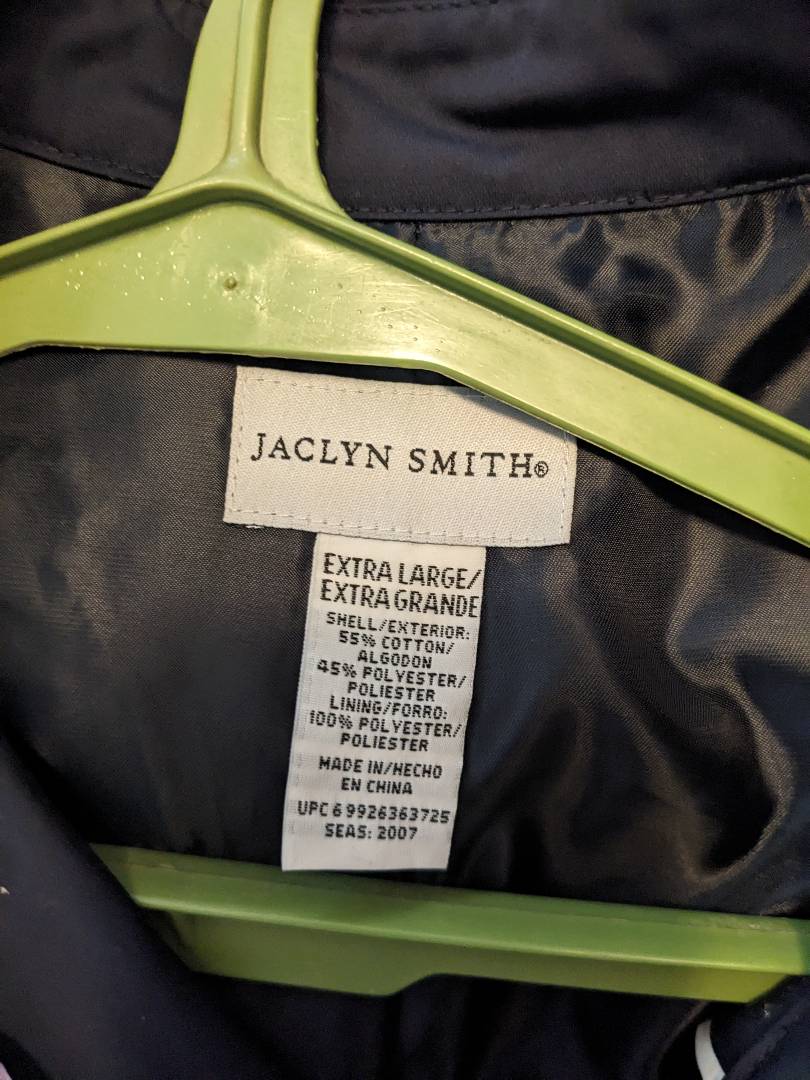 JACLYN SMITH®
EXTRA LARGE/
EXTRA GRANDE
SHELL/EXTERIOR:
55% COTTON/
ALGODON
45% POLYESTER/
POLIESTER
LINING/FORRO:
100% POLYESTER/
POLIESTER
MADE IN/HECHO
EN CHINA
UPC 6 9926363725
SEAS: 2007